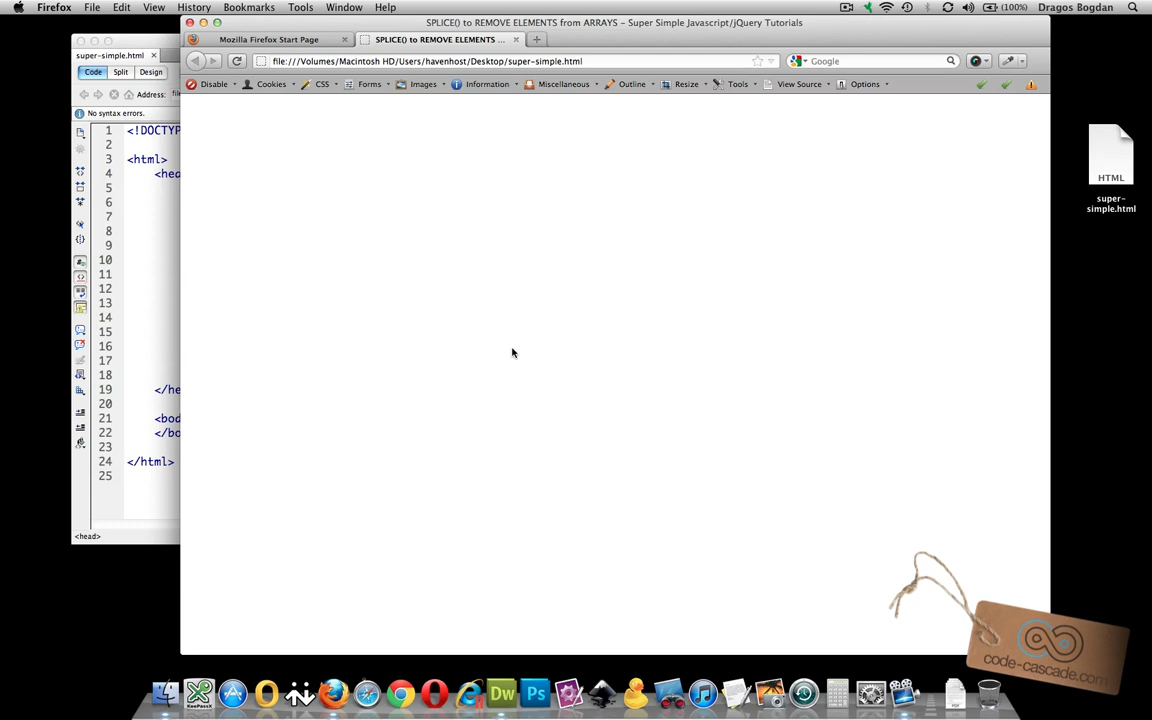 Firefox File Edit View History Bookmarks Tools Window Help (100%) Dragos Bogdan
SPLICE() to REMOVE ELEMENTS from ARRAYS – Super Simple Javascript/jQuery Tutorials
Mozilla Firefox Start Page
SPLICE() to REMOVE ELEMENTS ...
super-simple.html
file:///Volumes/Macintosh HD/Users/havenhost/Desktop/super-simple.html
Google
Code Split Design
Disable Cookies CSS Forms Images Information Miscellaneous Outline Resize Tools View Source Options
Address: file
No syntax errors.
1 <!DOCTYP
2
3 <html>
4 <hea
5
6
7
8
9
10
11
12
13
14
15
16
17
18
19 </he
20
21 <bod
22 </bo
23
24 </html>
25
<head>
HTML
super-
simple.html
code-cascade.com
KeePassX
Dw
Ps
PDF